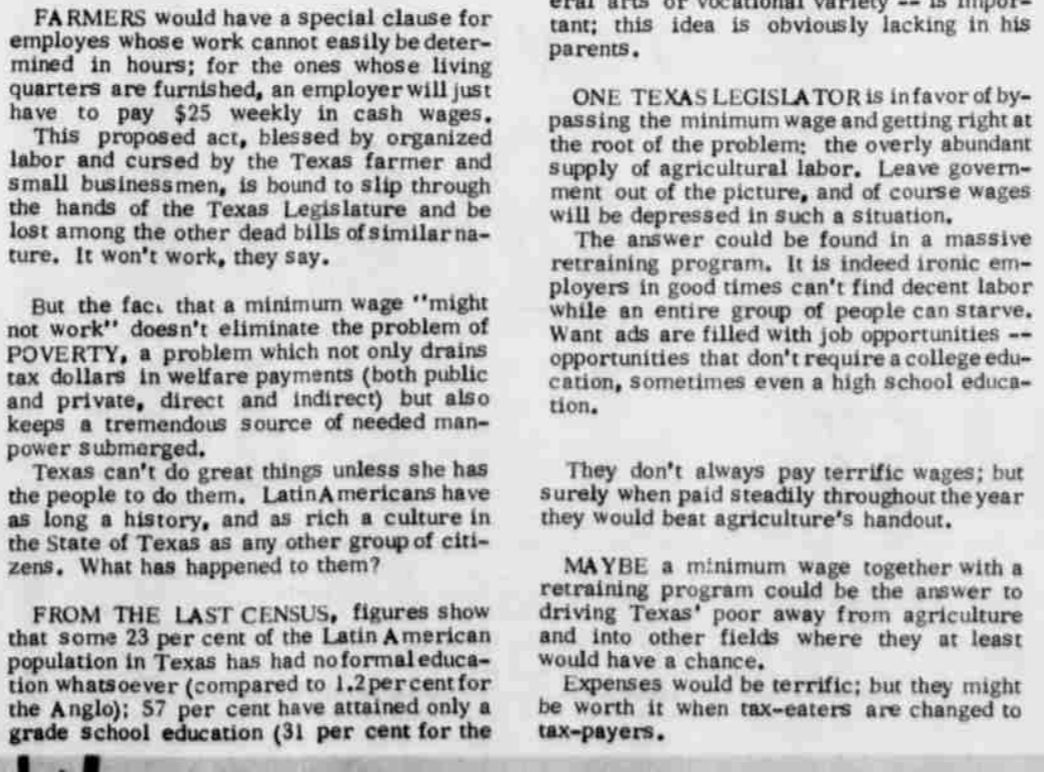 FARMERS would have a special clause for
employes whose work cannot easily be deter-
mined in hours; for the ones whose living
quarters are furnished, an employer will just
have to pay $25 weekly in cash wages.
This proposed act, blessed by organized
labor and cursed by the Texas farmer and
small businessmen, is bound to slip through
the hands of the Texas Legislature and be
lost among the other dead bills of similar na-
ture. It won't work, they say.
But the fact that a minimum wage "might
not work" doesn't eliminate the problem of
POVERTY, a problem which not only drains
tax dollars in welfare payments (both public
and private, direct and indirect) but also
keeps a tremendous source of needed man-
power submerged.
Texas can't do great things unless she has
the people to do them. Latin Americans have
as long a history, and as rich a culture in
the State of Texas as any other group of citi-
zens. What has happened to them?
FROM THE LAST CENSUS, figures show
that some 23 per cent of the Latin American
population in Texas has had no formal educa-
tion whatsoever (compared to 1.2 per cent for
the Anglo); 57 per cent have attained only a
grade school education (31 per cent for the
eral arts or vocational variety -- is impor-
tant; this idea is obviously lacking in his
parents.
ONE TEXAS LEGISLATOR is in favor of by-
passing the minimum wage and getting right at
the root of the problem: the overly abundant
supply of agricultural labor. Leave govern-
ment out of the picture, and of course wages
will be depressed in such a situation.
The answer could be found in a massive
retraining program. It is indeed ironic em-
ployers in good times can't find decent labor
while an entire group of people can starve.
Want ads are filled with job opportunities --
opportunities that don't require a college edu-
cation, sometimes even a high school educa-
tion.
They don't always pay terrific wages; but
surely when paid steadily throughout the year
they would beat agriculture's handout.
MAYBE a minimum wage together with a
retraining program could be the answer to
driving Texas' poor away from agriculture
and into other fields where they at least
would have a chance.
Expenses would be terrific; but they might
be worth it when tax-eaters are changed to
tax-payers.